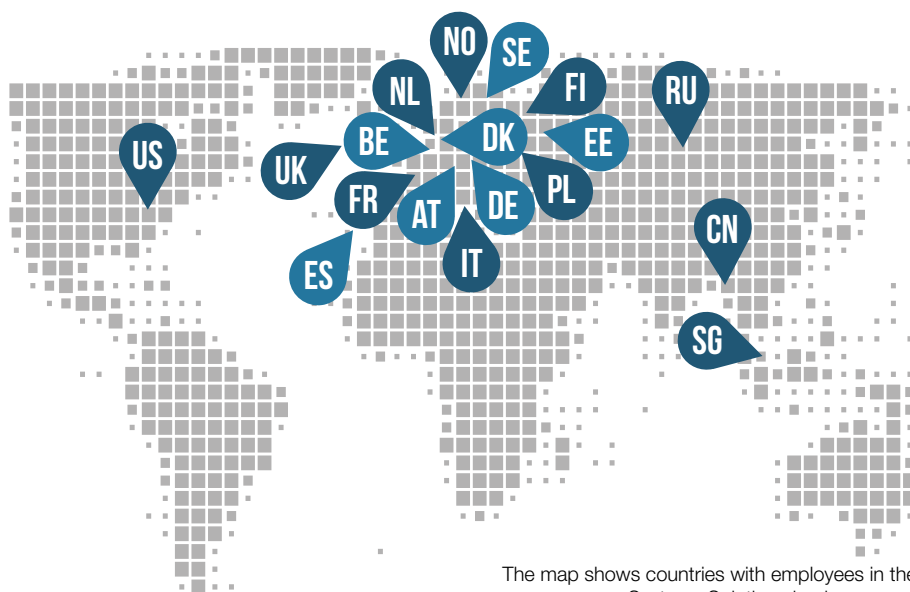 NO
SE
NL
FI
RU
US
BE
DK
EE
UK
FR
PL
AT
DE
CN
ES
IT
SG
The map shows countries with employees in the